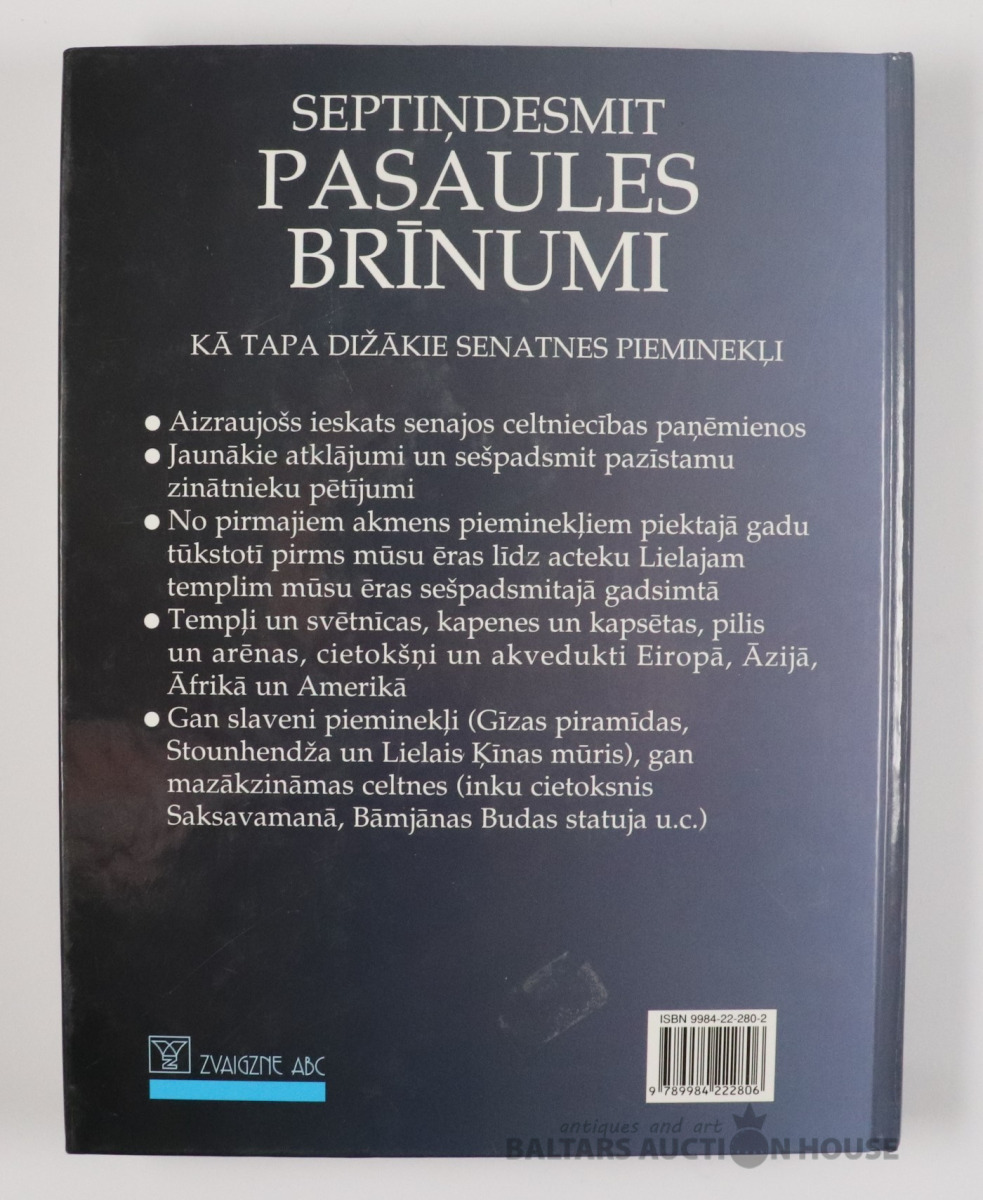 SEPTIŅDESMIT
PASAULES
BRĪNUMI
KĀ TAPA DIŽĀKIE SENATNES PIEMINEKĻI
● Aizraujošs ieskats senajos celtniecības paņēmienos
● Jaunākie atklājumi un sešpadsmit pazīstamu
zinātnieku pētījumi
● No pirmajiem akmens pieminekļiem piektajā gadu
tūkstotī pirms mūsu ēras līdz acteku Lielajam
templim mūsu ēras sešpadsmitajā gadsimtā
● Tempļi un svētnīcas, kapenes un kapsētas, pilis
un arēnas, cietokšņi un akvedukti Eiropā, Āzijā,
Āfrikā un Amerikā
● Gan slaveni pieminekļi (Gīzas piramīdas,
Stounhendža un Lielais Ķīnas mūris), gan
mazākzināmas celtnes (inku cietoksnis
Saksavamanā, Bāmjānas Budas statuja u.c.)
ZVAIGZNE ABC
ISBN 9984-22-280-2
9 789984 222806
antiques and art
BALTARS AUCTION HOUSE